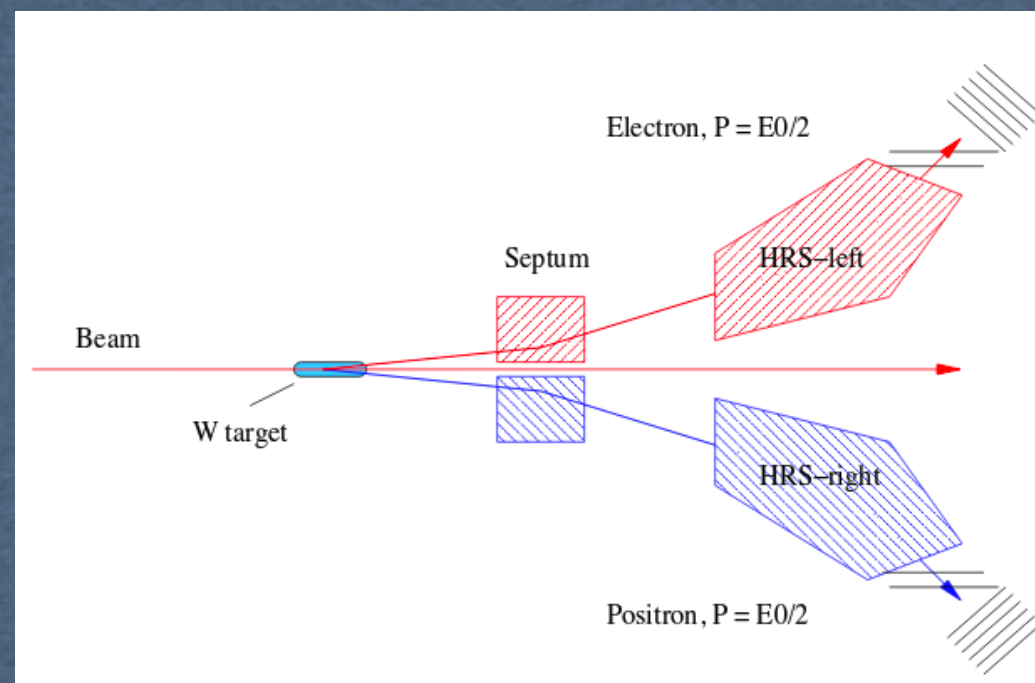 Electron, P = E0/2
HRS–left
Septum
Beam
W target
HRS–right
Positron, P = E0/2